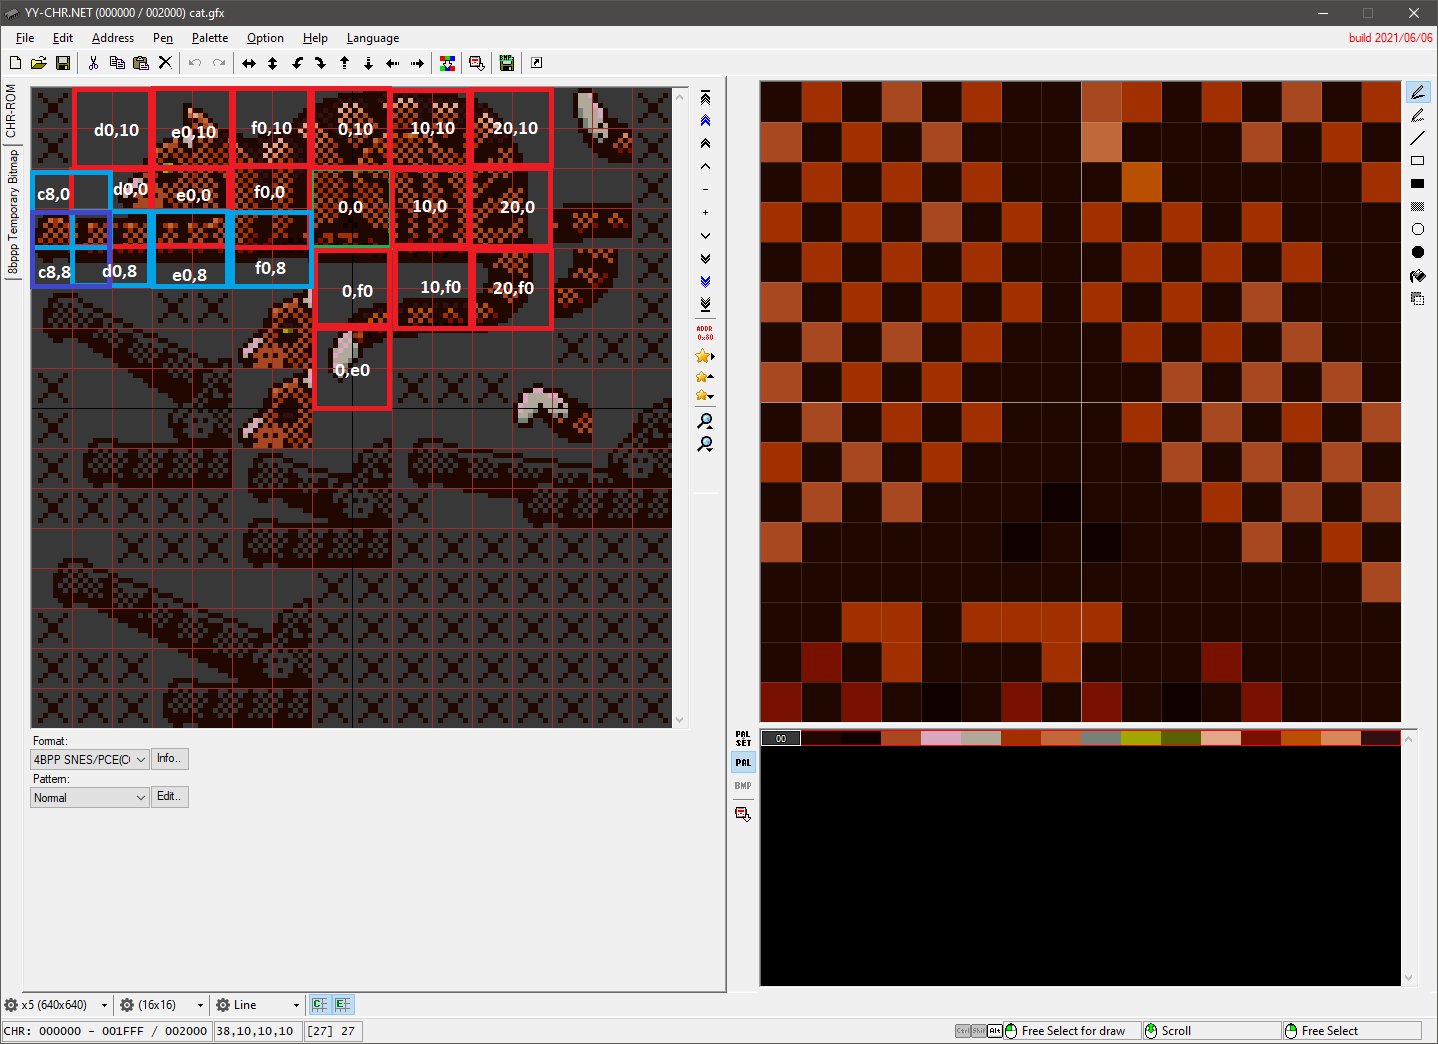 YY-CHR.NET (000000 / 002000) cat.gfx
File Edit Address Pen Palette Option Help Language
build 2021/06/06
CHR-ROM
8bppp Temporary Bitmap
d0,10 e0,10 f0,10 0,10 10,10 20,10
c8,0 d0,0 e0,0 f0,0 0,0 10,0 20,0
c8,8 d0,8 e0,8 f0,8 0,f0 10,f0 20,f0
0,e0
ADDR
0x80
Format:
4BPP SNES/PCE(C Info..
Pattern:
Normal Edit..
PAL
SET
PAL
BMP
00
x5 (640x640) (16x16) Line C E
CHR: 000000 - 001FFF / 002000 38,10,10,10 [27] 27
Ctrl Shift Alt Free Select for draw Scroll Free Select